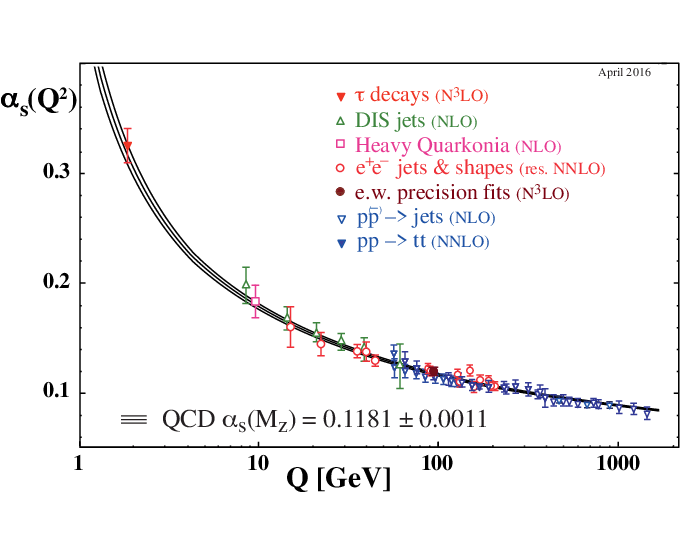 April 2016
αs(Q²)
τ decays (N³LO)
DIS jets (NLO)
Heavy Quarkonia (NLO)
e⁺e⁻ jets & shapes (res. NNLO)
e.w. precision fits (N³LO)
pp(–) –> jets (NLO)
pp –> tt (NNLO)
0.3
0.2
0.1
QCD αs(Mz) = 0.1181 ± 0.0011
1 10 100 1000
Q [GeV]